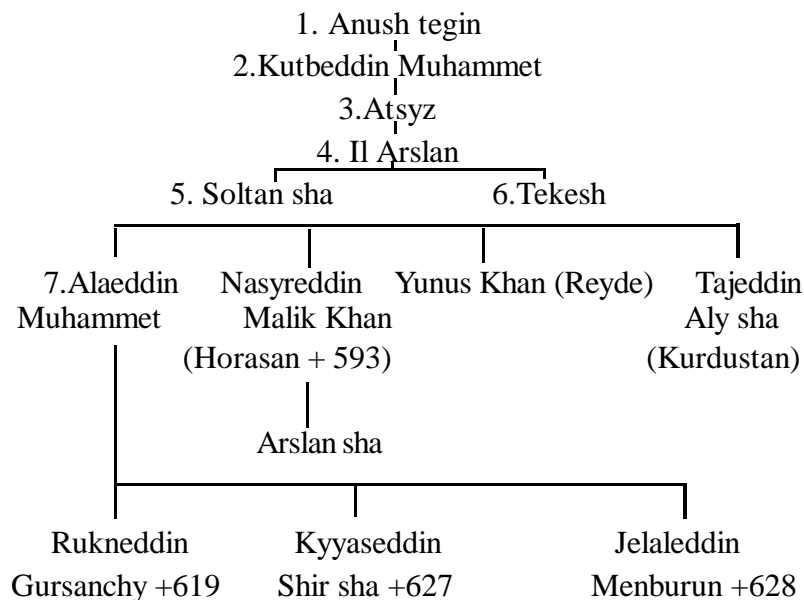 1. Anush tegin
2.Kutbeddin Muhammet
3.Atsyz
4. Il Arslan
5. Soltan sha 6.Tekesh
7.Alaeddin Nasyreddin Yunus Khan (Reyde) Tajeddin
Muhammet Malik Khan Aly sha
(Horasan + 593) (Kurdustan)
Arslan sha
Rukneddin Kyyaseddin Jelaleddin
Gursanchy +619 Shir sha +627 Menburun +628